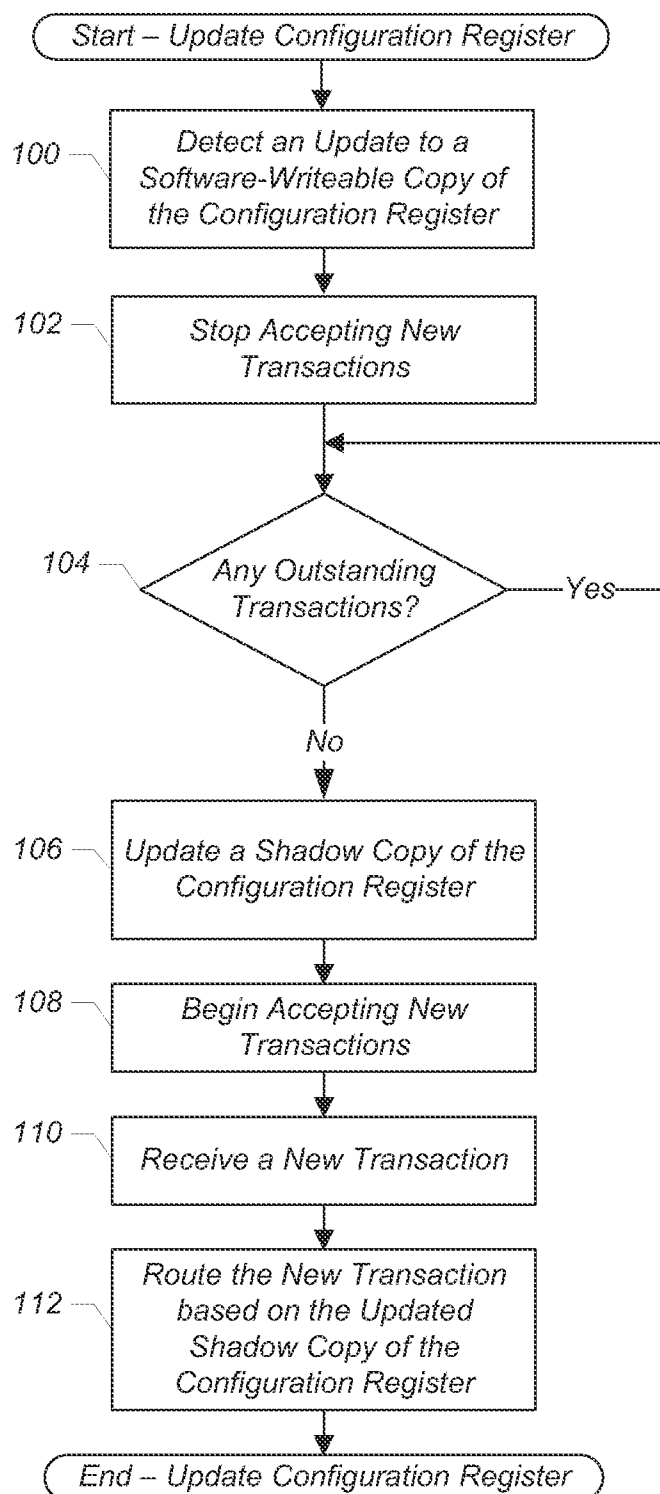 Start – Update Configuration Register
100
Detect an Update to a
Software-Writeable Copy of
the Configuration Register
102
Stop Accepting New
Transactions
104
Any Outstanding
Transactions?
Yes
No
106
Update a Shadow Copy of the
Configuration Register
108
Begin Accepting New
Transactions
110
Receive a New Transaction
112
Route the New Transaction
based on the Updated
Shadow Copy of the
Configuration Register
End – Update Configuration Register